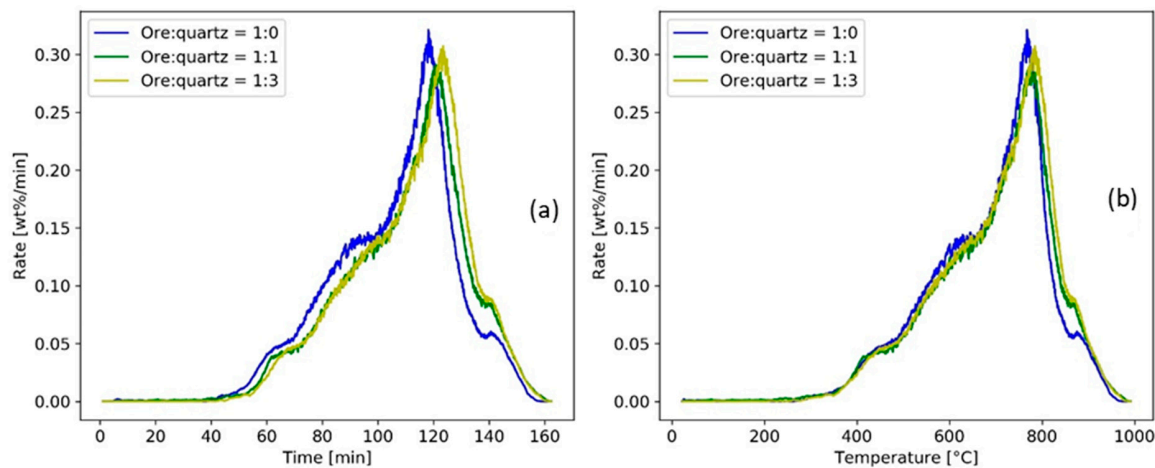 Ore:quartz = 1:0
Ore:quartz = 1:1
Ore:quartz = 1:3
0.30
0.25
0.20
0.15
0.10
0.05
0.00
Rate [wt%/min]
(a)
0 20 40 60 80 100 120 140 160
Time [min]
Ore:quartz = 1:0
Ore:quartz = 1:1
Ore:quartz = 1:3
0.30
0.25
0.20
0.15
0.10
0.05
0.00
Rate [wt%/min]
(b)
0 200 400 600 800 1000
Temperature [°C]